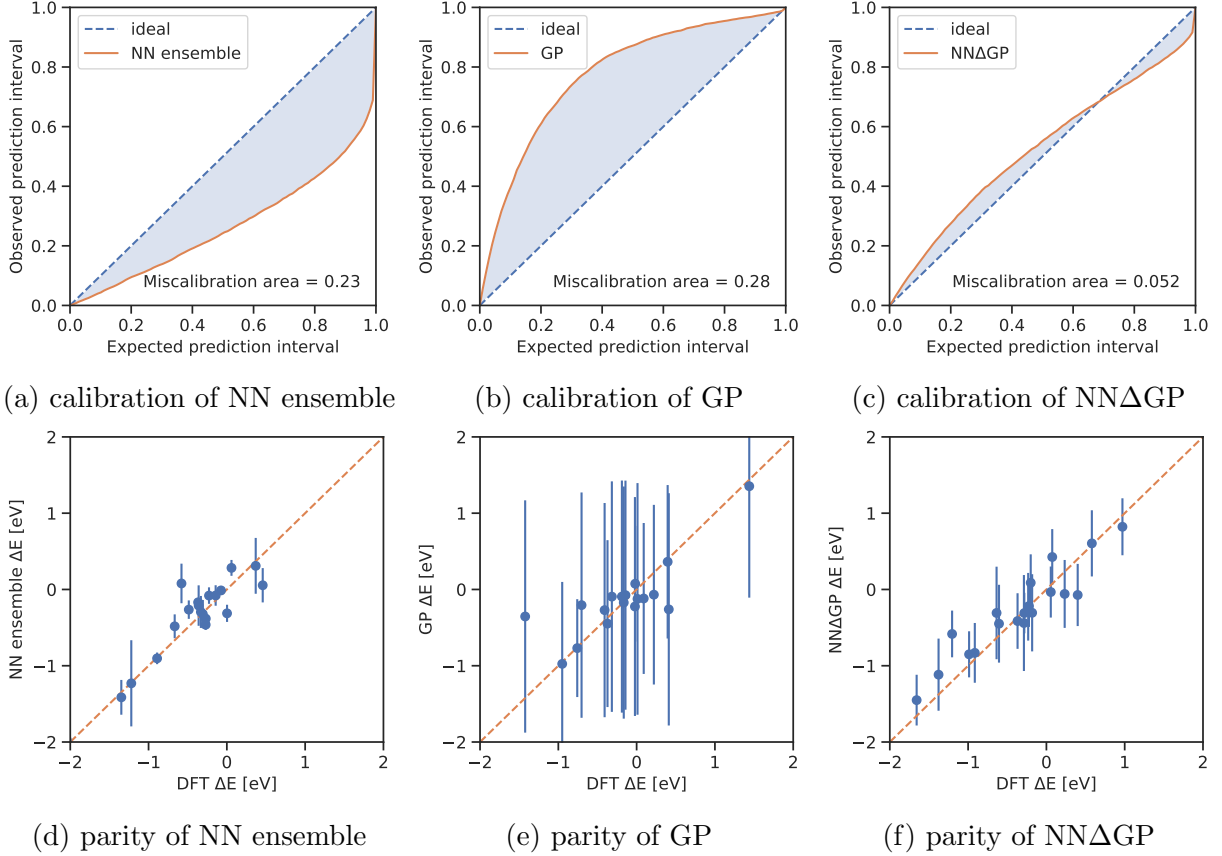 1.0
0.8
0.6
0.4
0.2
0.0
Observed prediction interval
ideal
NN ensemble
Miscalibration area = 0.23
0.0 0.2 0.4 0.6 0.8 1.0
Expected prediction interval
(a) calibration of NN ensemble
1.0
0.8
0.6
0.4
0.2
0.0
Observed prediction interval
ideal
GP
Miscalibration area = 0.28
0.0 0.2 0.4 0.6 0.8 1.0
Expected prediction interval
(b) calibration of GP
1.0
0.8
0.6
0.4
0.2
0.0
Observed prediction interval
ideal
NNΔGP
Miscalibration area = 0.052
0.0 0.2 0.4 0.6 0.8 1.0
Expected prediction interval
(c) calibration of NNΔGP
2
1
0
−1
−2
NN ensemble ΔE [eV]
−2 −1 0 1 2
DFT ΔE [eV]
(d) parity of NN ensemble
2
1
0
−1
−2
GP ΔE [eV]
−2 −1 0 1 2
DFT ΔE [eV]
(e) parity of GP
2
1
0
−1
−2
NNΔGP ΔE [eV]
−2 −1 0 1 2
DFT ΔE [eV]
(f) parity of NNΔGP